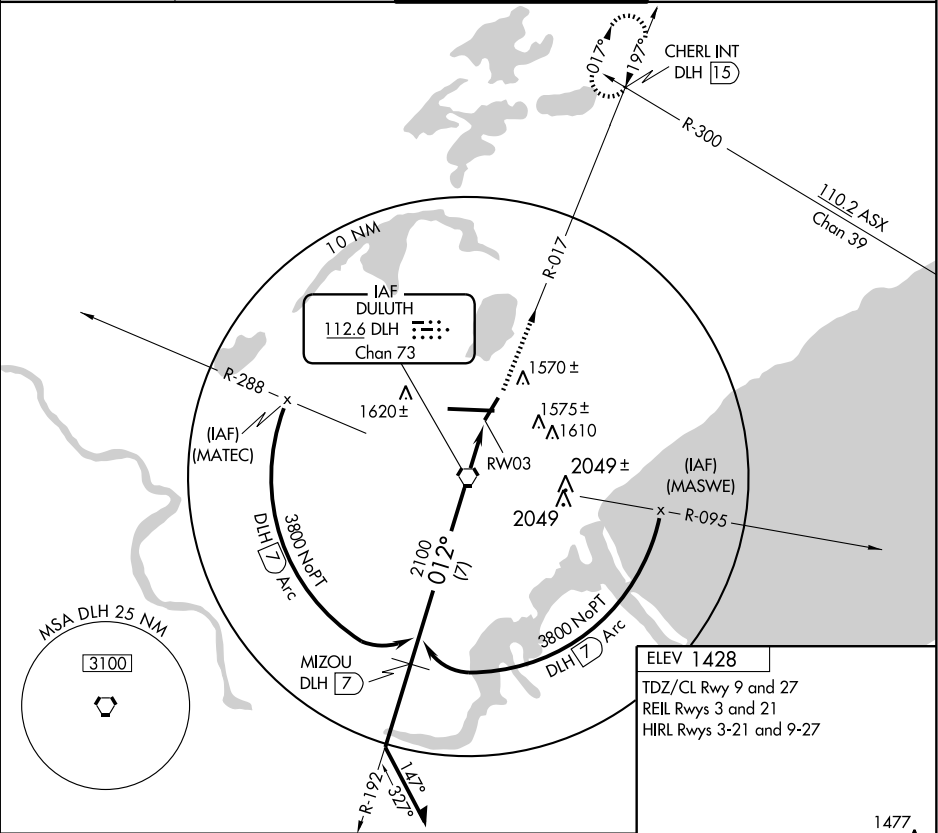 017°
197°
CHERL INT
DLH 15
R-300
110.2 ASX
Chan 39
10 NM
R-017
IAF
DULUTH
112.6 DLH
Chan 73
R-288
1570 ±
1620 ±
1575 ±
1610
(IAF)
(MATEC)
RW03
2049 ±
2049
(IAF)
(MASWE)
R-095
2100
012°
(7)
3800 NoPT
DLH 7 Arc
3800 NoPT
DLH 7 Arc
MSA DLH 25 NM
3100
MIZOU
DLH 7
R-192
147°
327°
ELEV 1428
TDZ/CL Rwy 9 and 27
REIL Rwys 3 and 21
HIRL Rwys 3-21 and 9-27
1477